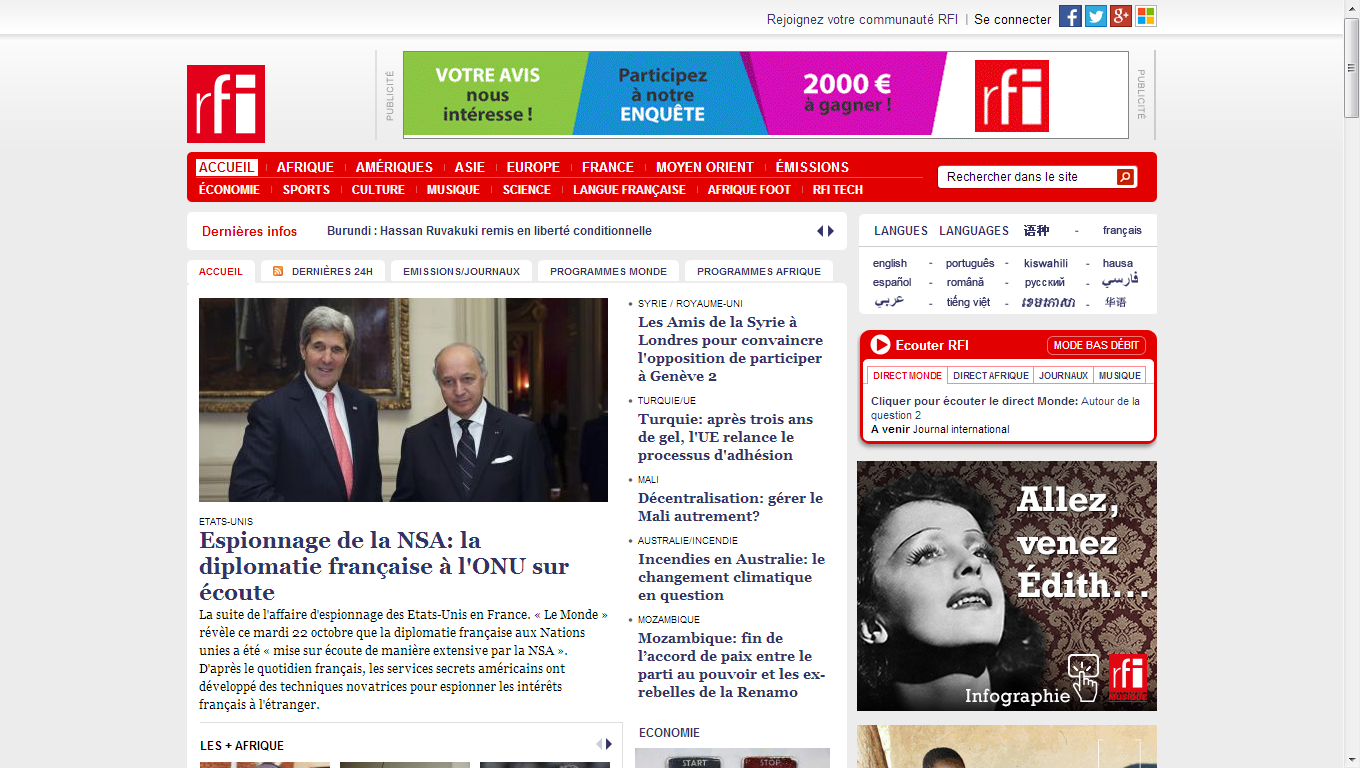 Rejoignez votre communauté RFI | Se connecter
PUBLICITÉ
VOTRE AVIS
nous
intéresse !
Participez
à notre
ENQUÊTE
2000 €
à gagner !
rfi
PUBLICITÉ
rfi
ACCUEIL AFRIQUE AMÉRIQUES ASIE EUROPE FRANCE MOYEN ORIENT ÉMISSIONS
ÉCONOMIE SPORTS CULTURE MUSIQUE SCIENCE LANGUE FRANÇAISE AFRIQUE FOOT RFI TECH
Rechercher dans le site
Dernières infos Burundi : Hassan Ruvakuki remis en liberté conditionnelle
ACCUEIL DERNIÈRES 24H EMISSIONS/JOURNAUX PROGRAMMES MONDE PROGRAMMES AFRIQUE
ETATS-UNIS
Espionnage de la NSA: la
diplomatie française à l'ONU sur
écoute
La suite de l'affaire d'espionnage des Etats-Unis en France. « Le Monde »
révèle ce mardi 22 octobre que la diplomatie française aux Nations
unies a été « mise sur écoute de manière extensive par la NSA ».
D'après le quotidien français, les services secrets américains ont
développé des techniques novatrices pour espionner les intérêts
français à l'étranger.
LES + AFRIQUE
• SYRIE / ROYAUME-UNI
Les Amis de la Syrie à
Londres pour convaincre
l'opposition de participer
à Genève 2
• TURQUIE/UE
Turquie: après trois ans
de gel, l'UE relance le
processus d'adhésion
• MALI
Décentralisation: gérer le
Mali autrement?
• AUSTRALIE/INCENDIE
Incendies en Australie: le
changement climatique
en question
• MOZAMBIQUE
Mozambique: fin de
l’accord de paix entre le
parti au pouvoir et les ex-
rebelles de la Renamo
ECONOMIE
START STOP
LANGUES LANGUAGES 语种 - français
english - português - kiswahili - hausa
español - română - русский - فارسي
عربي - tiếng việt - ខេមរភាសា - 华语
Ecouter RFI MODE BAS DÉBIT
DIRECT MONDE DIRECT AFRIQUE JOURNAUX MUSIQUE
Cliquer pour écouter le direct Monde: Autour de la
question 2
A venir Journal international
Allez,
venez
Édith...
Infographie
rfi
MUSIQUE